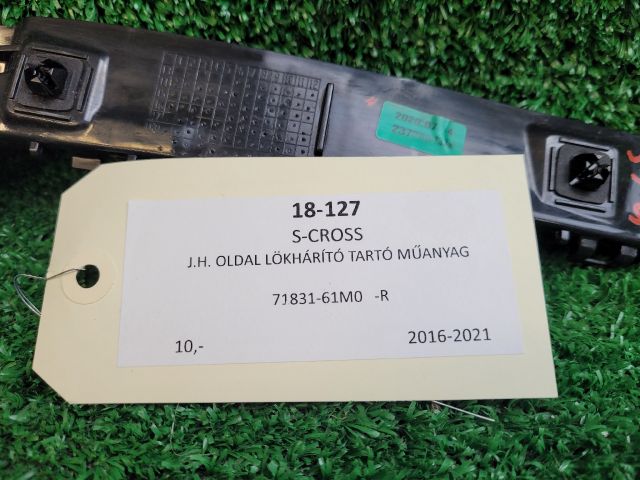 18-127
S-CROSS
J.H. OLDAL LÖKHÁRÍTÓ TARTÓ MŰANYAG
71831-61M0 -R
10,- 2016-2021